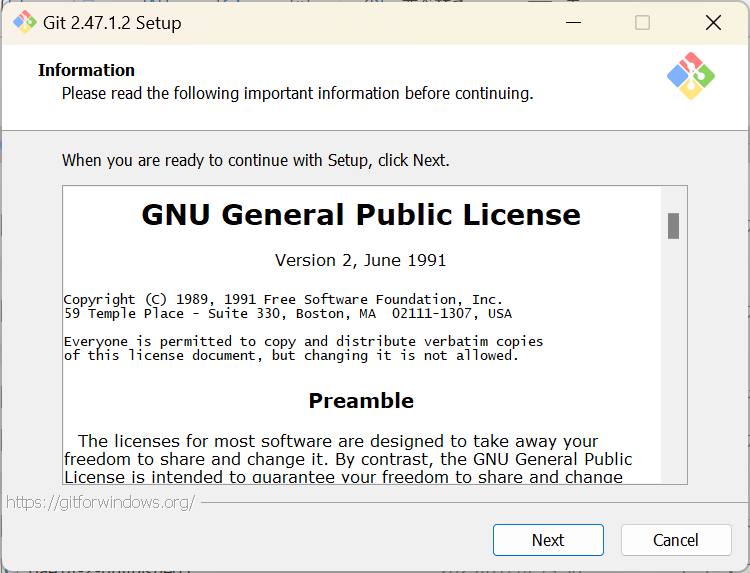 Git 2.47.1.2 Setup
Information
Please read the following important information before continuing.
When you are ready to continue with Setup, click Next.
GNU General Public License
Version 2, June 1991
Copyright (C) 1989, 1991 Free Software Foundation, Inc.
59 Temple Place - Suite 330, Boston, MA  02111-1307, USA
Everyone is permitted to copy and distribute verbatim copies
of this license document, but changing it is not allowed.
Preamble
The licenses for most software are designed to take away your
freedom to share and change it. By contrast, the GNU General Public
License is intended to guarantee your freedom to share and change
https://gitforwindows.org/
Next
Cancel